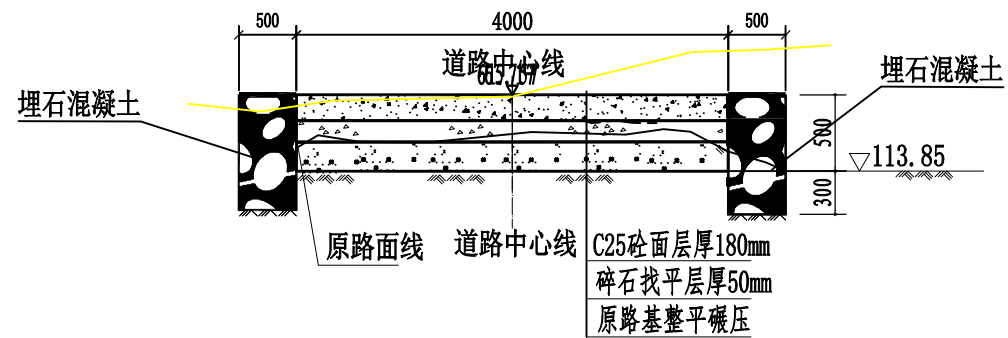 500
4000
500
道路中心线
埋石混凝土
埋石混凝土
500
113.85
300
原路面线
道路中心线
C25砼面层厚180mm
碎石找平层厚50mm
原路基整平碾压